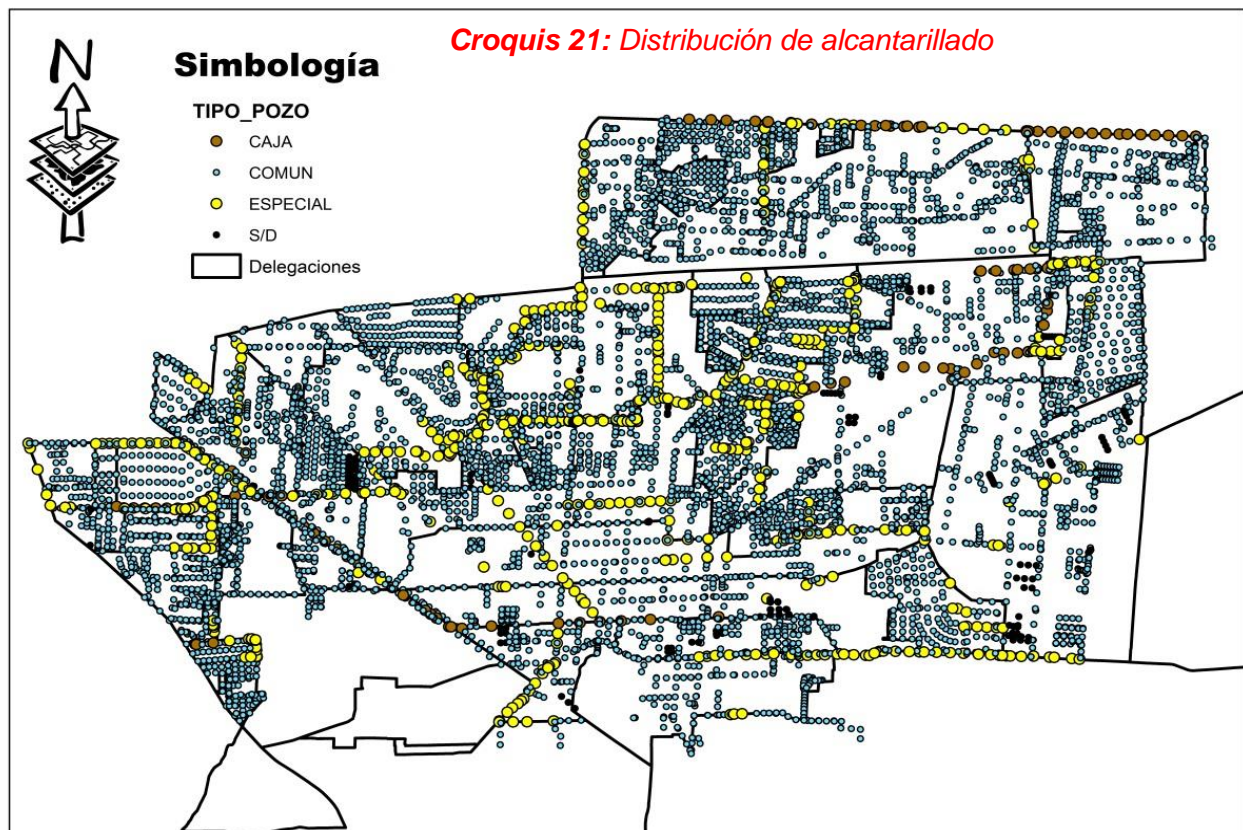 Croquis 21: Distribución de alcantarillado
N
Simbología
TIPO_POZO
CAJA
COMUN
ESPECIAL
S/D
Delegaciones